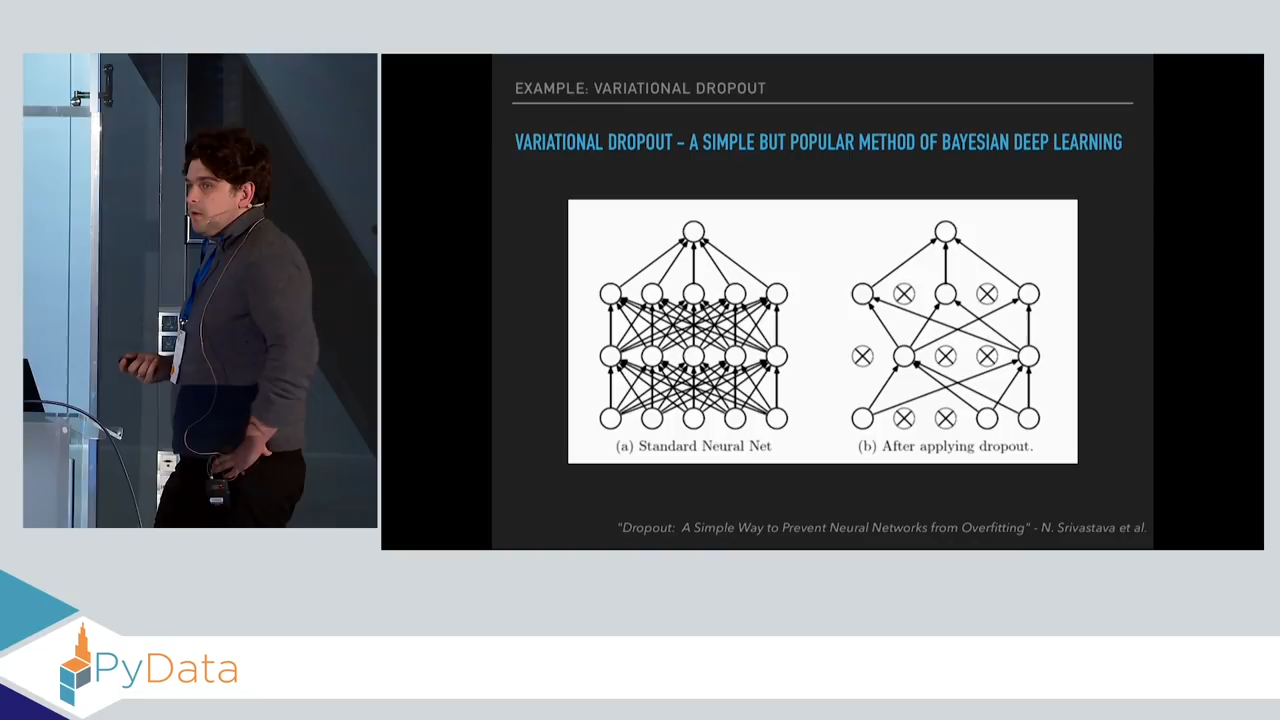 EXAMPLE: VARIATIONAL DROPOUT
VARIATIONAL DROPOUT - A SIMPLE BUT POPULAR METHOD OF BAYESIAN DEEP LEARNING
(a) Standard Neural Net
(b) After applying dropout.
"Dropout: A Simple Way to Prevent Neural Networks from Overfitting" - N. Srivastava et al.
PyData